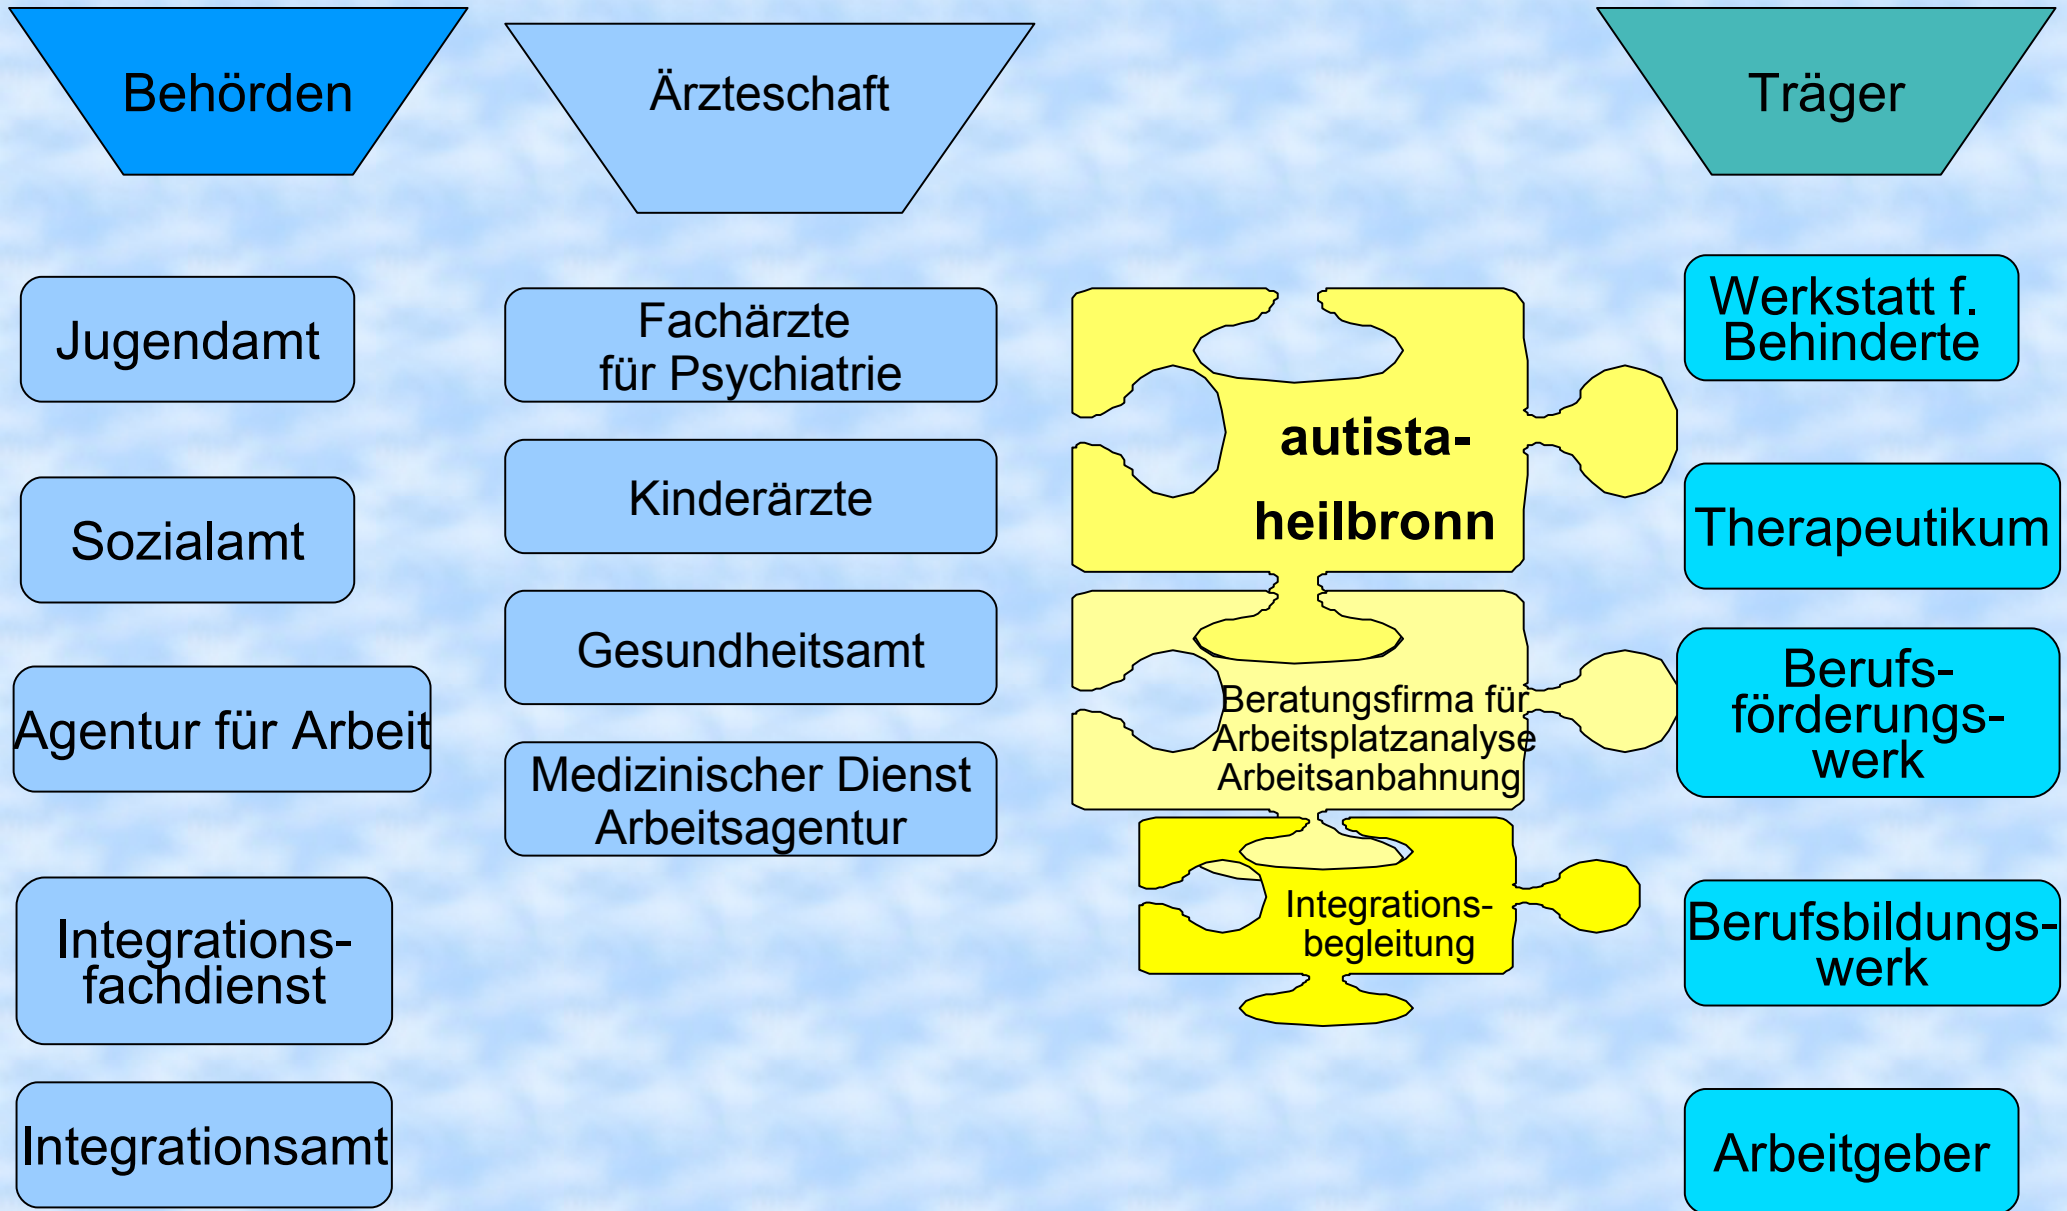 Behörden
Jugendamt
Sozialamt
Agentur für Arbeit
Integrations-
fachdienst
Integrationsamt
Ärzteschaft
Fachärzte
für Psychiatrie
Kinderärzte
Gesundheitsamt
Medizinischer Dienst
Arbeitsagentur
autista-
heilbronn
Beratungsfirma für
Arbeitsplatzanalyse
Arbeitsanbahnung
Integrations-
begleitung
Träger
Werkstatt f.
Behinderte
Therapeutikum
Berufs-
förderungs-
werk
Berufsbildungs-
werk
Arbeitgeber